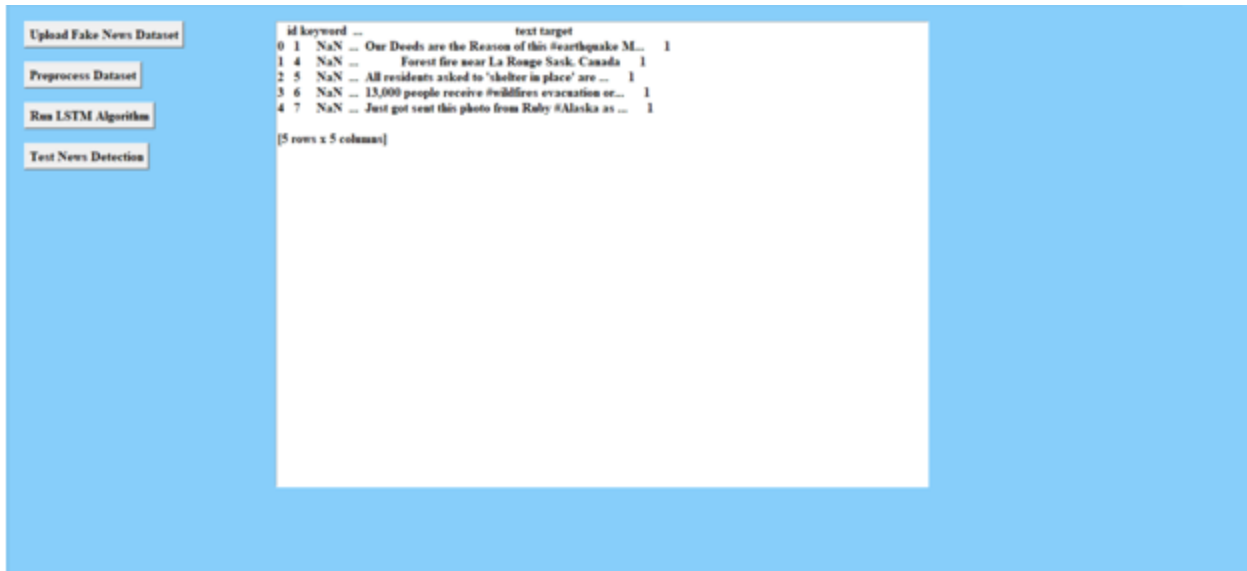 Upload Fake News Dataset
Preprocess Dataset
Run LSTM Algorithm
Test News Detection
id keyword ... text target
0 1 NaN ... Our Deeds are the Reason of this #earthquake M... 1
1 4 NaN ... Forest fire near La Ronge Sask. Canada 1
2 5 NaN ... All residents asked to 'shelter in place' are ... 1
3 6 NaN ... 13,000 people receive #wildfires evacuation or... 1
4 7 NaN ... Just got sent this photo from Ruby #Alaska as ... 1
[5 rows x 5 columns]